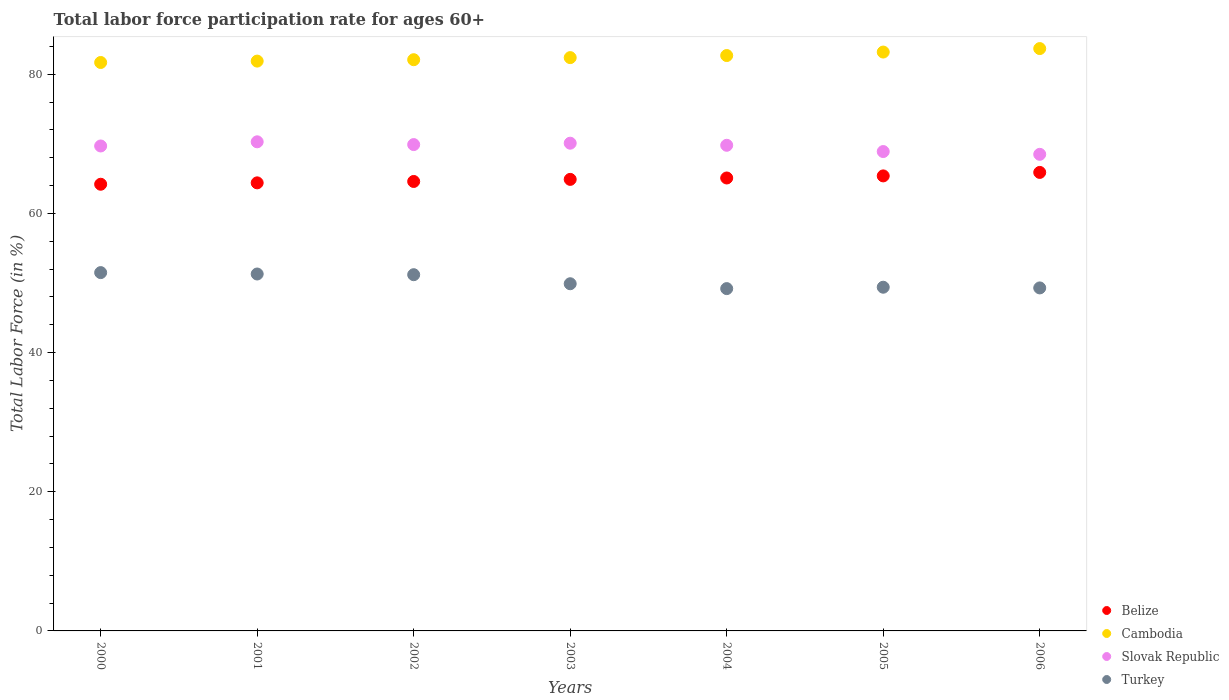 Total labor force participation rate for ages 60+
Total Labor Force (in %)
80
60
40
20
0
2000
2001
2002
2003
2004
2005
2006
Years
Belize
Cambodia
Slovak Republic
Turkey